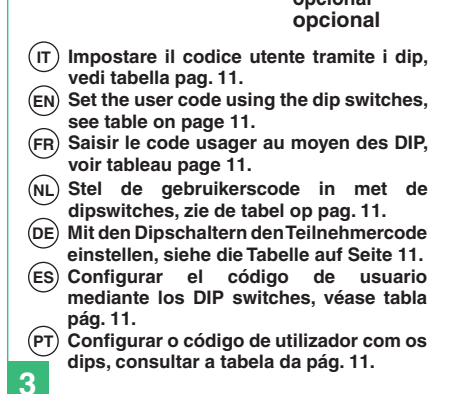 opcional
opcional
IT Impostare il codice utente tramite i dip,
vedi tabella pag. 11.
EN Set the user code using the dip switches,
see table on page 11.
FR Saisir le code usager au moyen des DIP,
voir tableau page 11.
NL Stel de gebruikerscode in met de
dipswitches, zie de tabel op pag. 11.
DE Mit den Dipschaltern den Teilnehmercode
einstellen, siehe die Tabelle auf Seite 11.
ES Configurar el código de usuario
mediante los DIP switches, véase tabla
pág. 11.
PT Configurar o código de utilizador com os
dips, consultar a tabela da pág. 11.
3